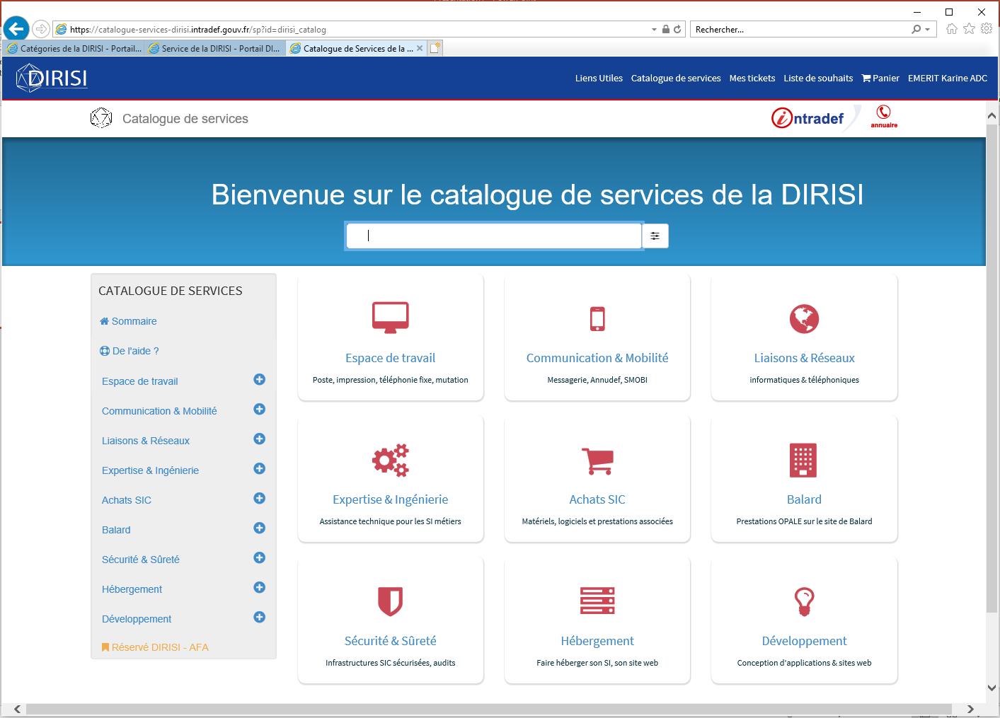 https://catalogue-services-dirisi.intradef.gouv.fr/sp?id=dirisi_catalog
Rechercher...
Catégories de la DIRISI - Portail...
Service de la DIRISI - Portail DI...
Catalogue de Services de la ...
DIRISI
Liens Utiles
Catalogue de services
Mes tickets
Liste de souhaits
Panier
EMERIT Karine ADC
Catalogue de services
intradef
annuaire
Bienvenue sur le catalogue de services de la DIRISI
CATALOGUE DE SERVICES
Sommaire
De l'aide ?
Espace de travail
Communication & Mobilité
Liaisons & Réseaux
Expertise & Ingénierie
Achats SIC
Balard
Sécurité & Sûreté
Hébergement
Développement
Réservé DIRISI - AFA
Espace de travail
Poste, impression, téléphonie fixe, mutation
Communication & Mobilité
Messagerie, Annudef, SMOBI
Liaisons & Réseaux
informatiques & téléphoniques
Expertise & Ingénierie
Assistance technique pour les SI métiers
Achats SIC
Matériels, logiciels et prestations associées
Balard
Prestations OPALE sur le site de Balard
Sécurité & Sûreté
Infrastructures SIC sécurisées, audits
Hébergement
Faire héberger son SI, son site web
Développement
Conception d'applications & sites web